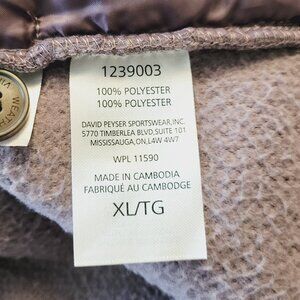 1239003
100% POLYESTER
100% POLYESTER
DAVID PEYSER SPORTSWEAR,INC.
5770 TIMBERLEA BLVD,SUITE 101
MISSISSAUGA,ON,L4W 4W7
WPL 11590
MADE IN CAMBODIA
FABRIQUÉ AU CAMBODGE
XL/TG